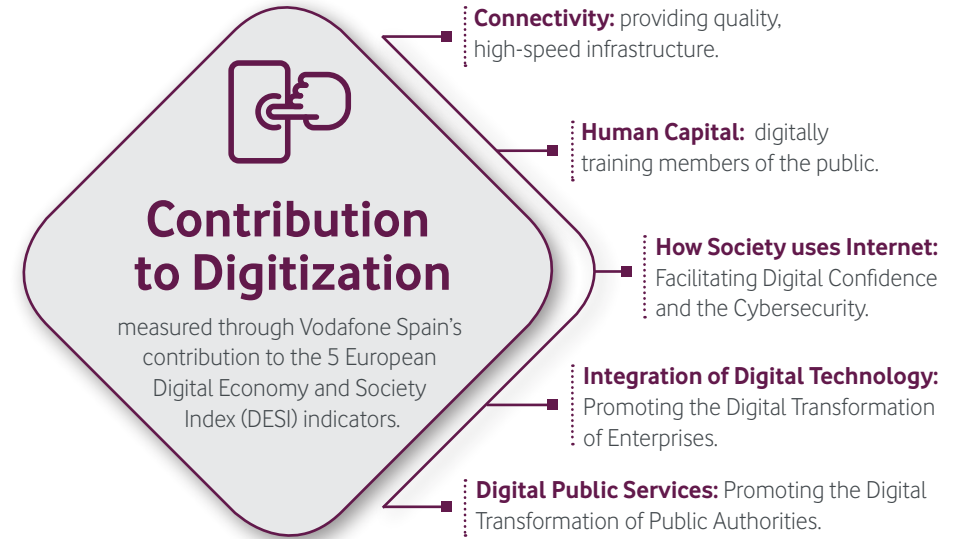 Contribution
to Digitization
measured through Vodafone Spain's
contribution to the 5 European
Digital Economy and Society
Index (DESI) indicators.
Connectivity: providing quality,
high-speed infrastructure.
Human Capital: digitally
training members of the public.
How Society uses Internet:
Facilitating Digital Confidence
and the Cybersecurity.
Integration of Digital Technology:
Promoting the Digital Transformation
of Enterprises.
Digital Public Services: Promoting the Digital
Transformation of Public Authorities.